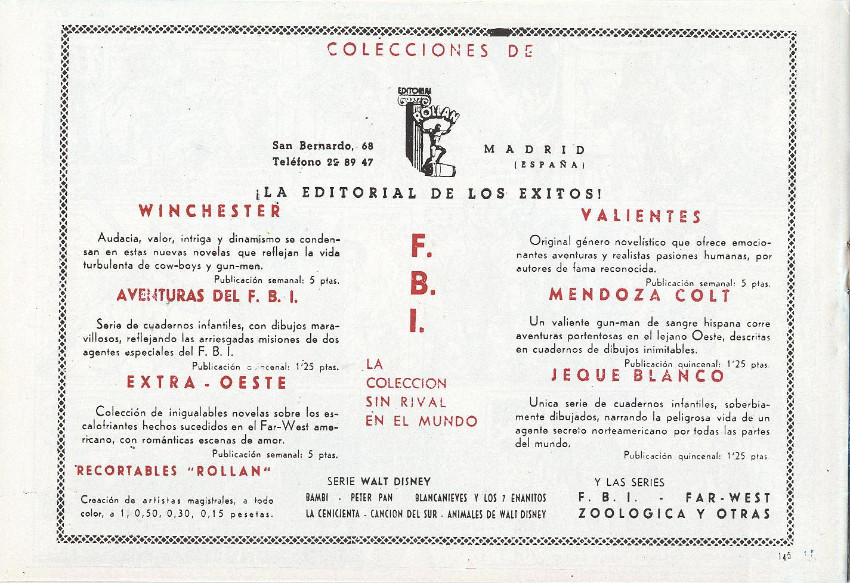 COLECCIONES DE
EDITORIAL
ROLLAN
San Bernardo, 68
Teléfono 29 89 47
MADRID
(ESPAÑA)
¡LA EDITORIAL DE LOS EXITOS!
WINCHESTER
Audacia, valor, intriga y dinamismo se conden-
san en estas nuevas novelas que reflejan la vida
turbulenta de cow-boys y gun-men.
Publicación semanal: 5 ptas.
AVENTURAS DEL F. B. I.
Serie de cuadernos infantiles, con dibujos mara-
villosos, reflejando las arriesgadas misiones de dos
agentes especiales del F. B. I.
Publicación quincenal: 1'25 ptas.
EXTRA - OESTE
Colección de inigualables novelas sobre los es-
calofriantes hechos sucedidos en el Far-West ame-
ricano, con románticas escenas de amor.
Publicación semanal: 5 ptas.
RECORTABLES "ROLLAN"
Creación de artistas magistrales, a todo
color, a 1, 0,50, 0,30, 0,15 pesetas.
F.
B.
I.
LA
COLECCION
SIN RIVAL
EN EL MUNDO
VALIENTES
Original género novelístico que ofrece emocio-
nantes aventuras y realistas pasiones humanas, por
autores de fama reconocida.
Publicación semanal: 5 ptas.
MENDOZA COLT
Un valiente gun-man de sangre hispana corre
aventuras portentosas en el lejano Oeste, descritas
en cuadernos de dibujos inimitables.
Publicación quincenal: 1'25 ptas.
JEQUE BLANCO
Unica serie de cuadernos infantiles, soberbia-
mente dibujados, narrando la peligrosa vida de un
agente secreto norteamericano por todas las partes
del mundo.
Publicación quincenal: 1'25 ptas.
SERIE WALT DISNEY
BAMBI - PETER PAN BLANCANIEVES Y LOS 7 ENANITOS
LA CENICIENTA - CANCION DEL SUR - ANIMALES DE WALT DISNEY
Y LAS SERIES
F. B. I. - FAR-WEST
ZOOLOGICA Y OTRAS